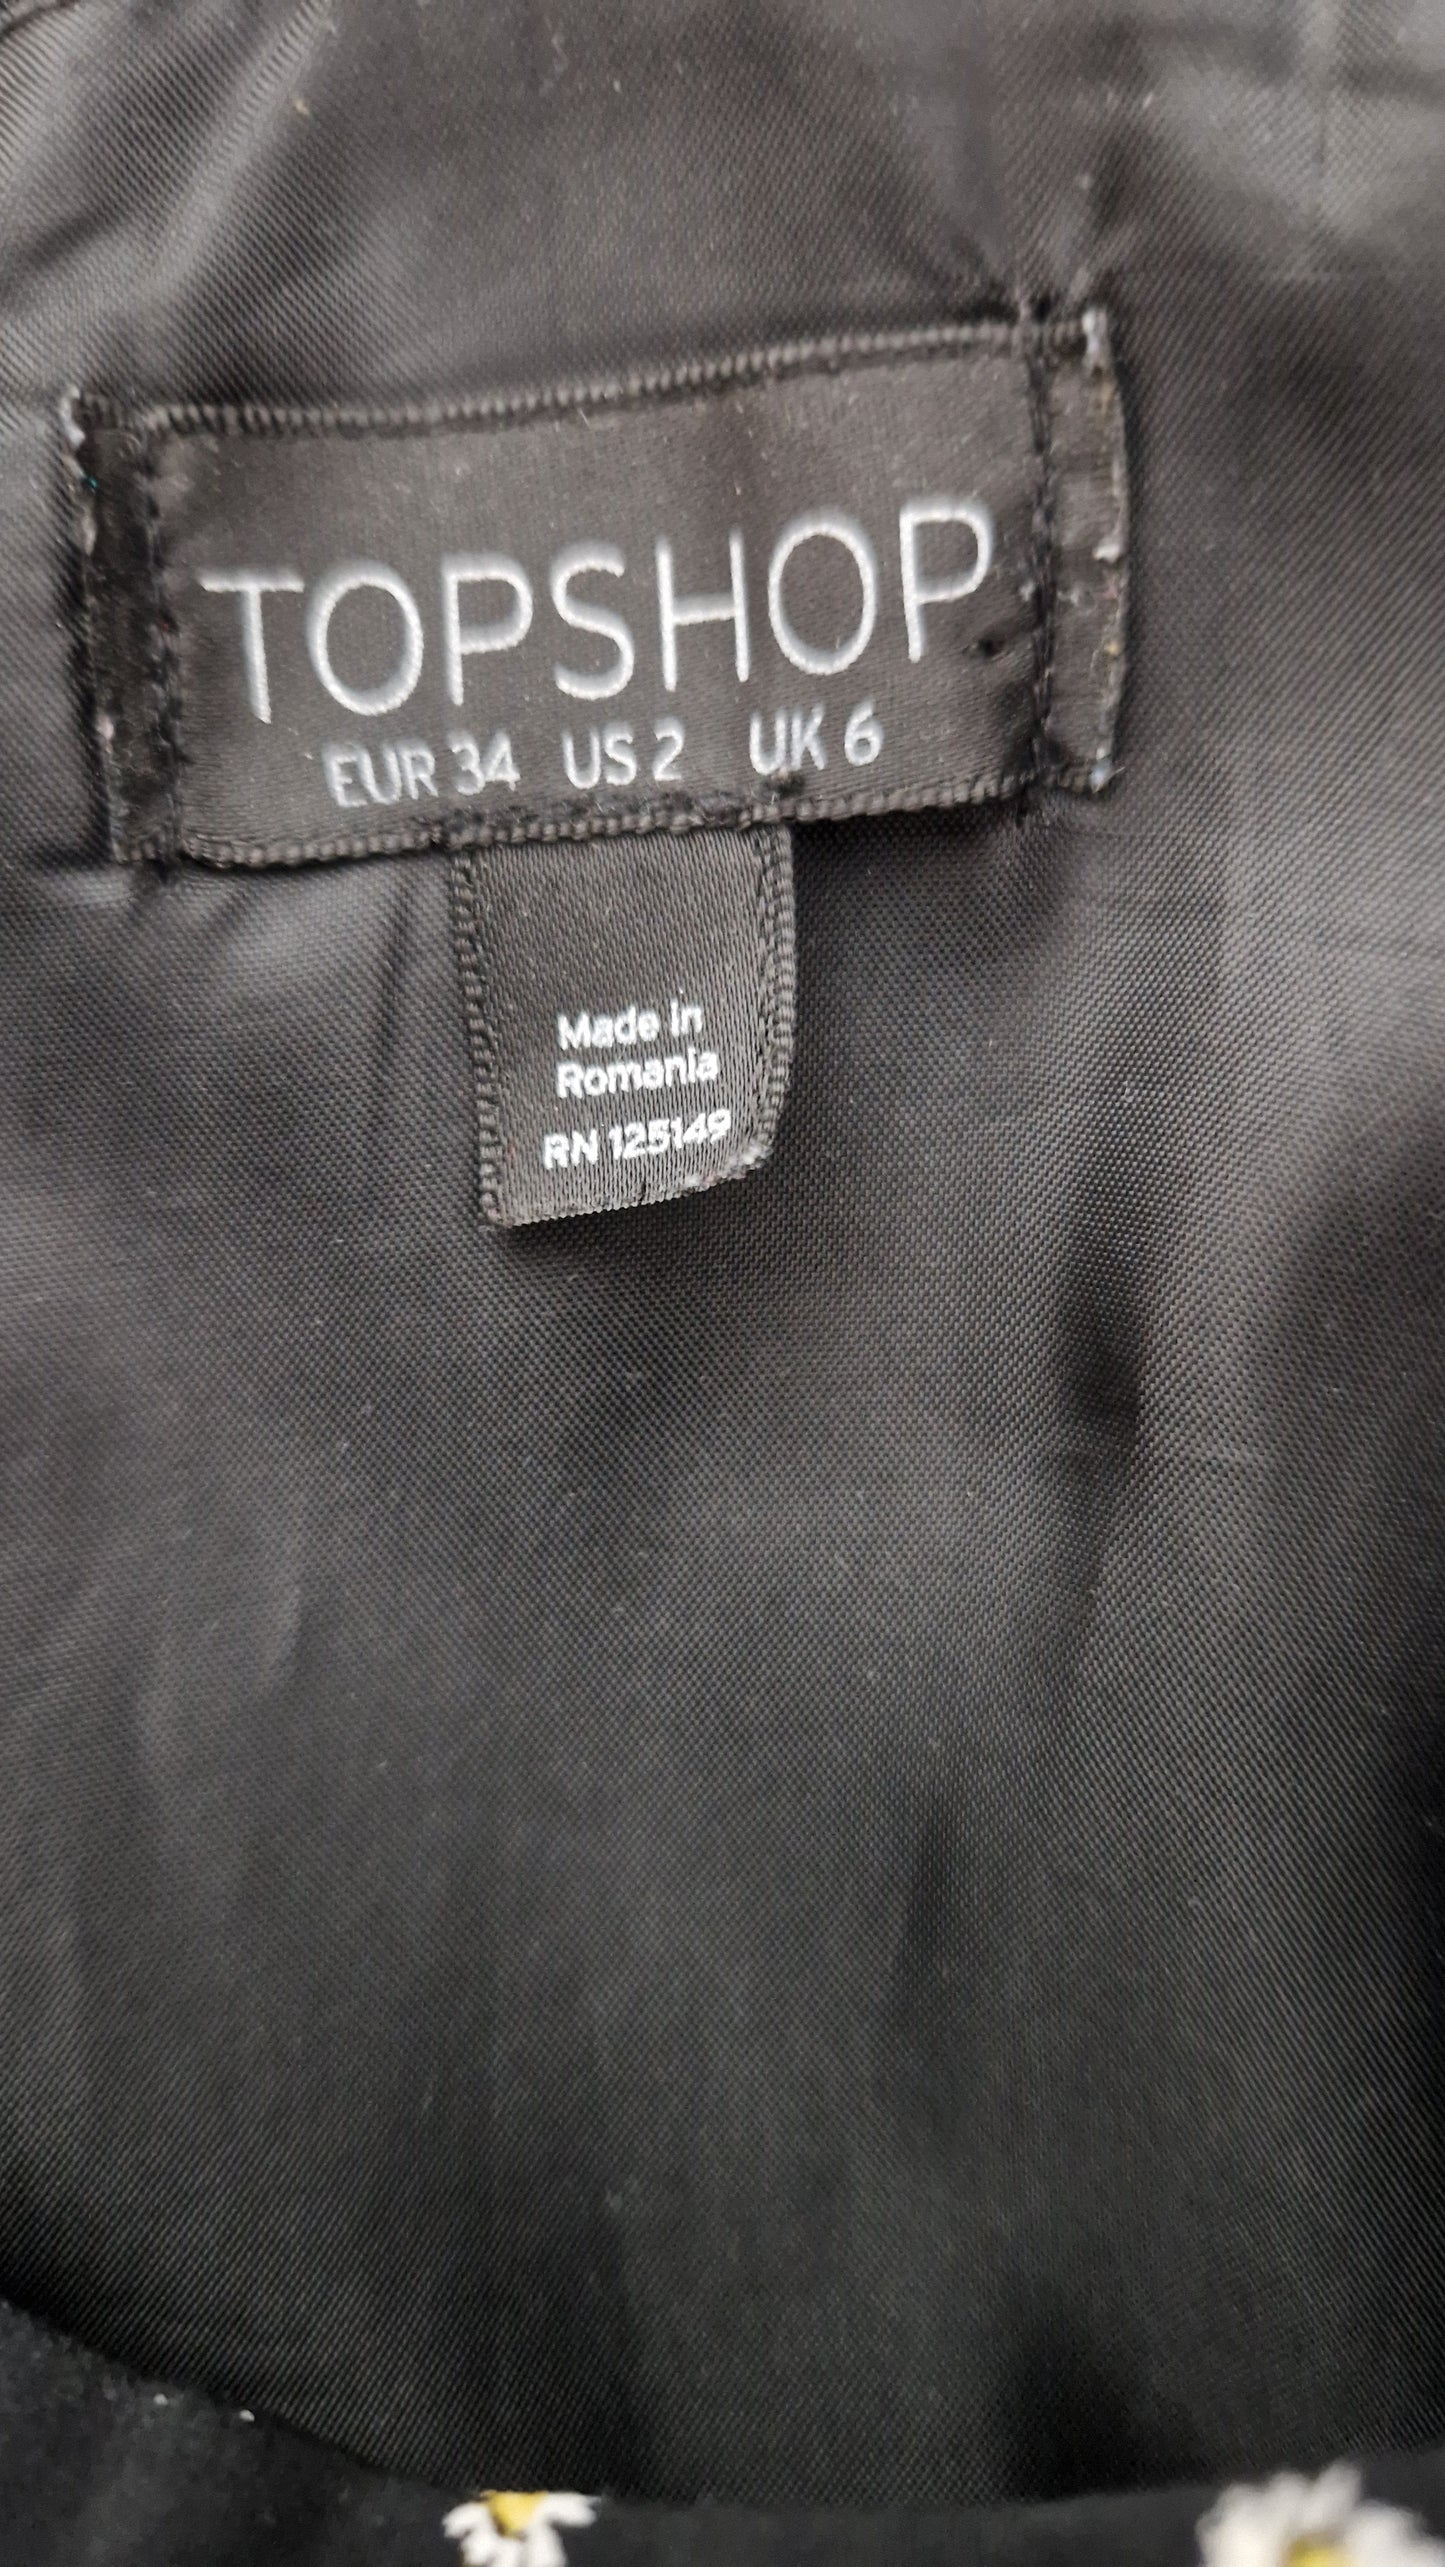 TOPSHOP
EUR 34 US 2 UK 6
Made in
Romania
RN 125149